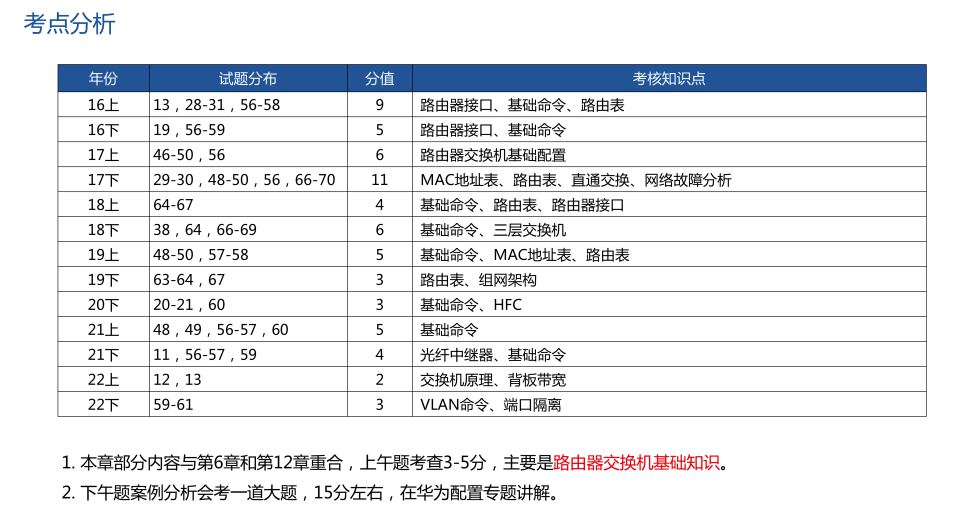 考点分析
年份 试题分布 分值 考核知识点
16上 13，28-31，56-58 9 路由器接口、基础命令、路由表
16下 19，56-59 5 路由器接口、基础命令
17上 46-50，56 6 路由器交换机基础配置
17下 29-30，48-50，56，66-70 11 MAC地址表、路由表、直通交换、网络故障分析
18上 64-67 4 基础命令、路由表、路由器接口
18下 38，64，66-69 6 基础命令、三层交换机
19上 48-50，57-58 5 基础命令、MAC地址表、路由表
19下 63-64，67 3 路由表、组网架构
20下 20-21，60 3 基础命令、HFC
21上 48，49，56-57，60 5 基础命令
21下 11，56-57，59 4 光纤中继器、基础命令
22上 12，13 2 交换机原理、背板带宽
22下 59-61 3 VLAN命令、端口隔离
1. 本章部分内容与第6章和第12章重合，上午题考查3-5分，主要是路由器交换机基础知识。
2. 下午题案例分析会考一道大题，15分左右，在华为配置专题讲解。